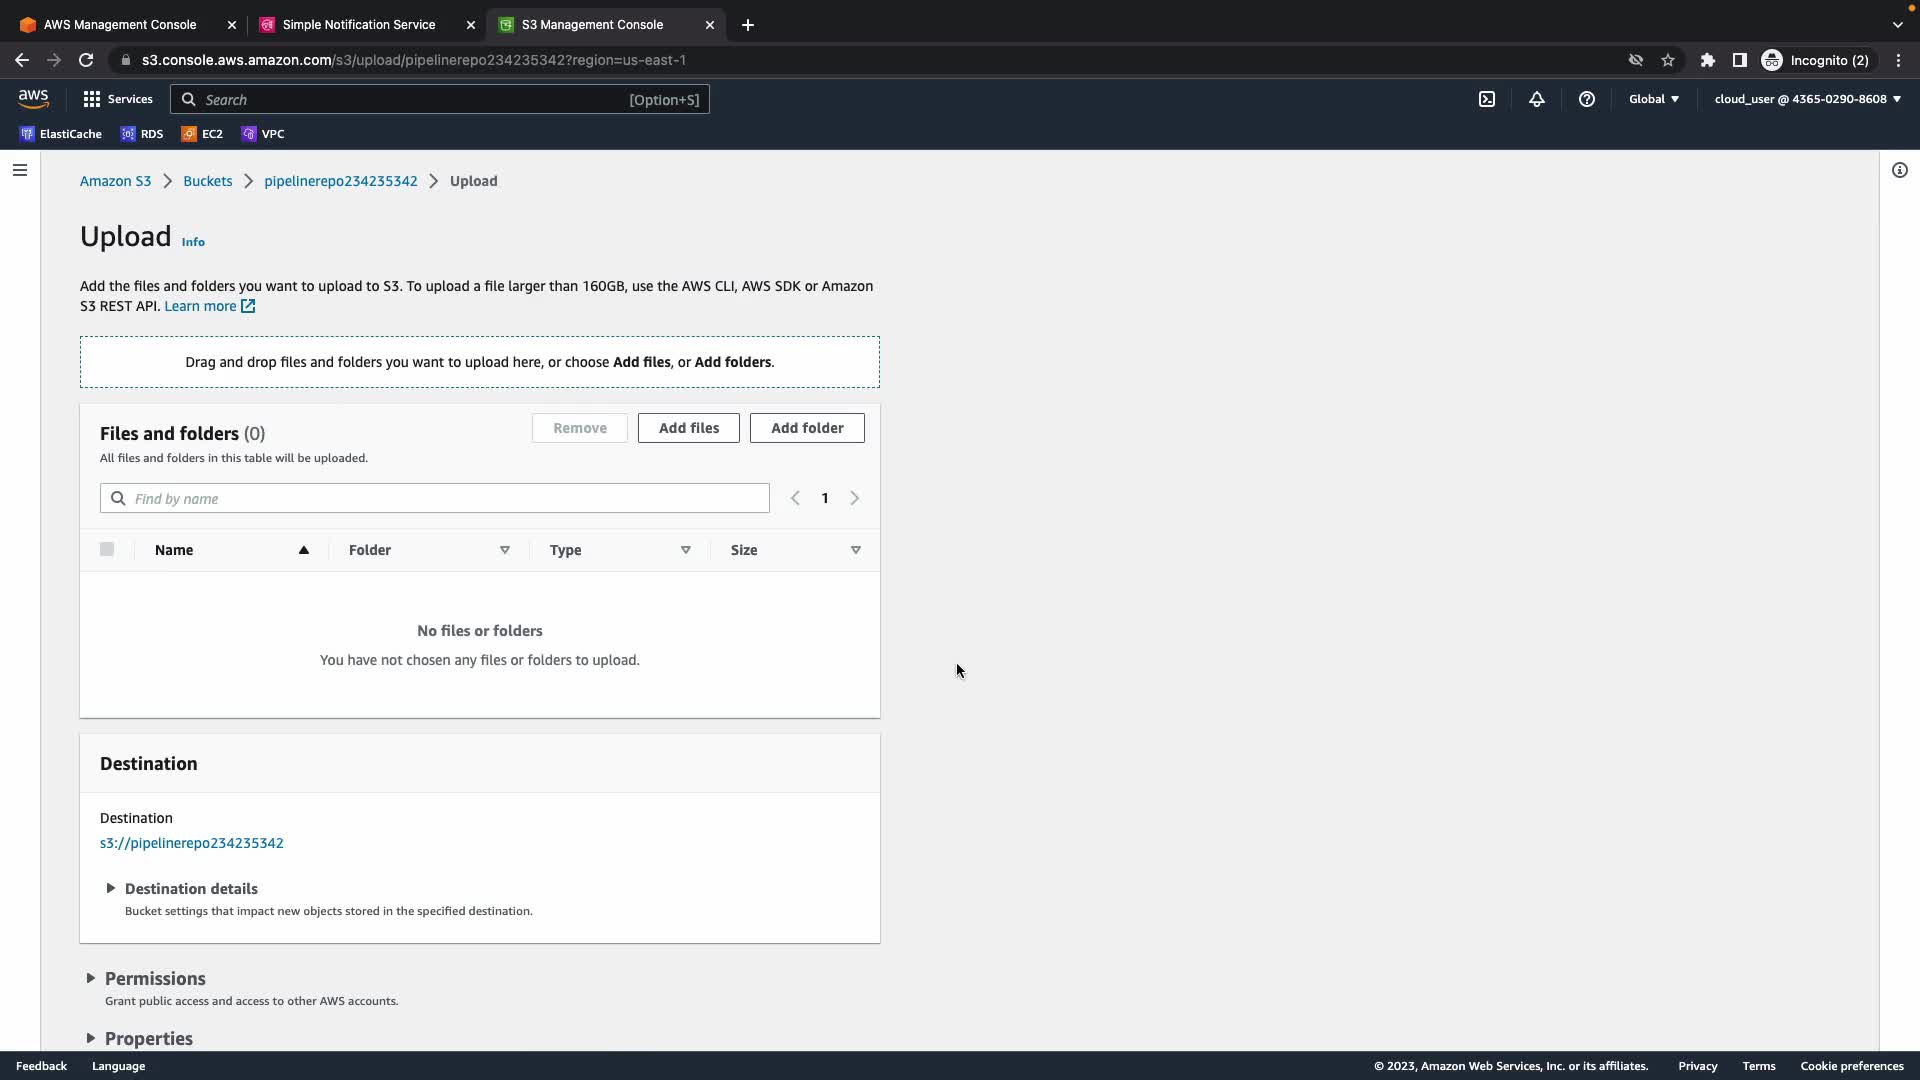 AWS Management Console
Simple Notification Service
S3 Management Console
s3.console.aws.amazon.com/s3/upload/pipelinerepo234235342?region=us-east-1
Incognito (2)
aws
Services
Search
[Option+S]
Global
cloud_user @ 4365-0290-8608
ElastiCache
RDS
EC2
VPC
Amazon S3
Buckets
pipelinerepo234235342
Upload
Upload Info
Add the files and folders you want to upload to S3. To upload a file larger than 160GB, use the AWS CLI, AWS SDK or Amazon
S3 REST API. Learn more
Drag and drop files and folders you want to upload here, or choose Add files, or Add folders.
Files and folders (0)
Remove
Add files
Add folder
All files and folders in this table will be uploaded.
Find by name
1
Name
Folder
Type
Size
No files or folders
You have not chosen any files or folders to upload.
Destination
Destination
s3://pipelinerepo234235342
Destination details
Bucket settings that impact new objects stored in the specified destination.
Permissions
Grant public access and access to other AWS accounts.
Properties
Feedback
Language
© 2023, Amazon Web Services, Inc. or its affiliates.
Privacy
Terms
Cookie preferences